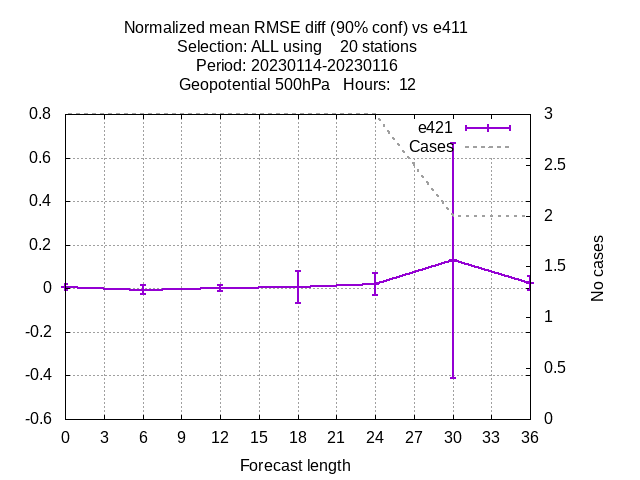 Normalized mean RMSE diff (90% conf) vs e411
Selection: ALL using    20 stations
Period: 20230114-20230116
Geopotential 500hPa   Hours:  12
0.8
0.6
0.4
0.2
0
-0.2
-0.4
-0.6
3
2.5
2
1.5
1
0.5
0
e421
Cases
No cases
0 3 6 9 12 15 18 21 24 27 30 33 36
Forecast length